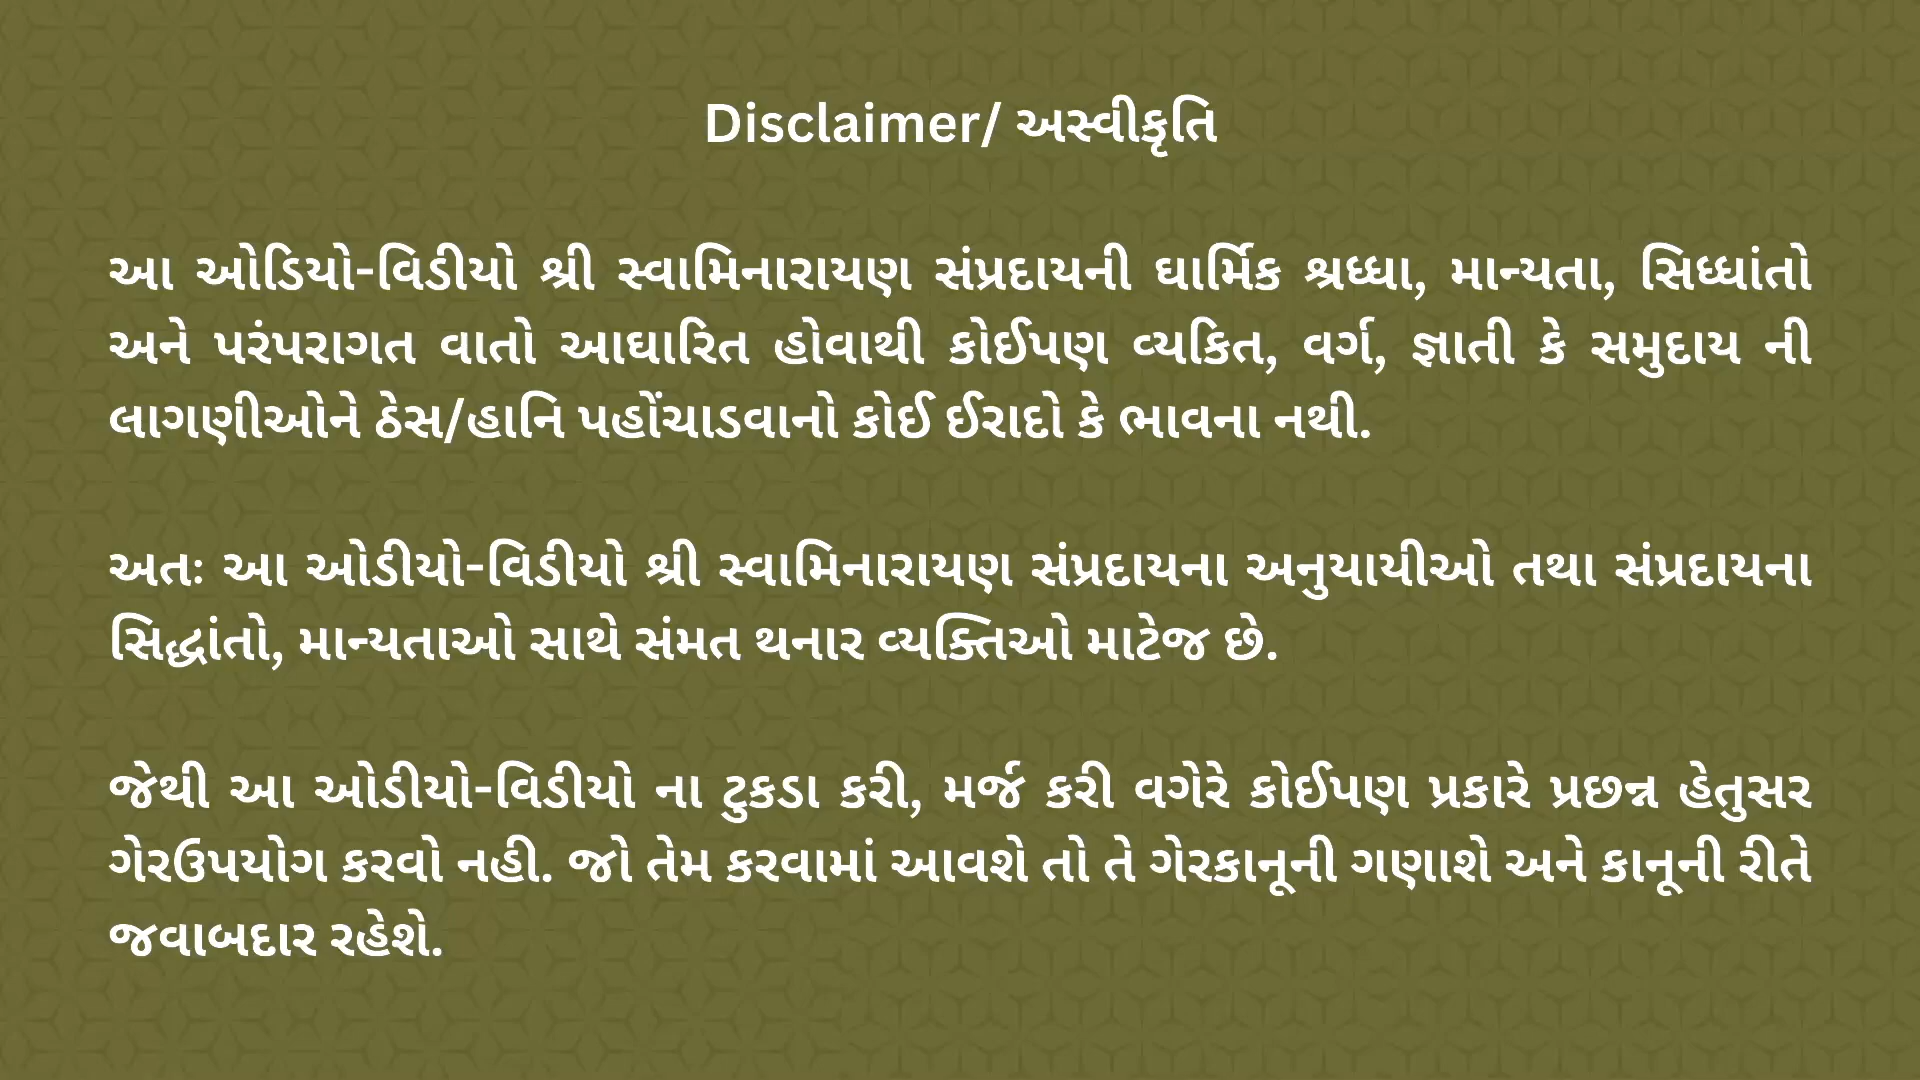 Disclaimer/ અસ્વીકૃતિ
આ ઓડિયો-વિડીયો શ્રી સ્વામિનારાયણ સંપ્રદાયની ઘાર્મિક શ્રધ્ધા, માન્યતા, સિધ્ધાંતો
અને પરંપરાગત વાતો આઘારિત હોવાથી કોઈપણ વ્યકિત, વર્ગ, જ્ઞાતી કે સમુદાય ની
લાગણીઓને ઠેસ/હાનિ પહોંચાડવાનો કોઈ ઈરાદો કે ભાવના નથી.
અતઃ આ ઓડીયો-વિડીયો શ્રી સ્વામિનારાયણ સંપ્રદાયના અનુયાયીઓ તથા સંપ્રદાયના
સિદ્ધાંતો, માન્યતાઓ સાથે સંમત થનાર વ્યક્તિઓ માટેજ છે.
જેથી આ ઓડીયો-વિડીયો ના ટુકડા કરી, મર્જ કરી વગેરે કોઈપણ પ્રકારે પ્રછન્ન હેતુસર
ગેરઉપયોગ કરવો નહી. જો તેમ કરવામાં આવશે તો તે ગેરકાનૂની ગણાશે અને કાનૂની રીતે
જવાબદાર રહેશે.